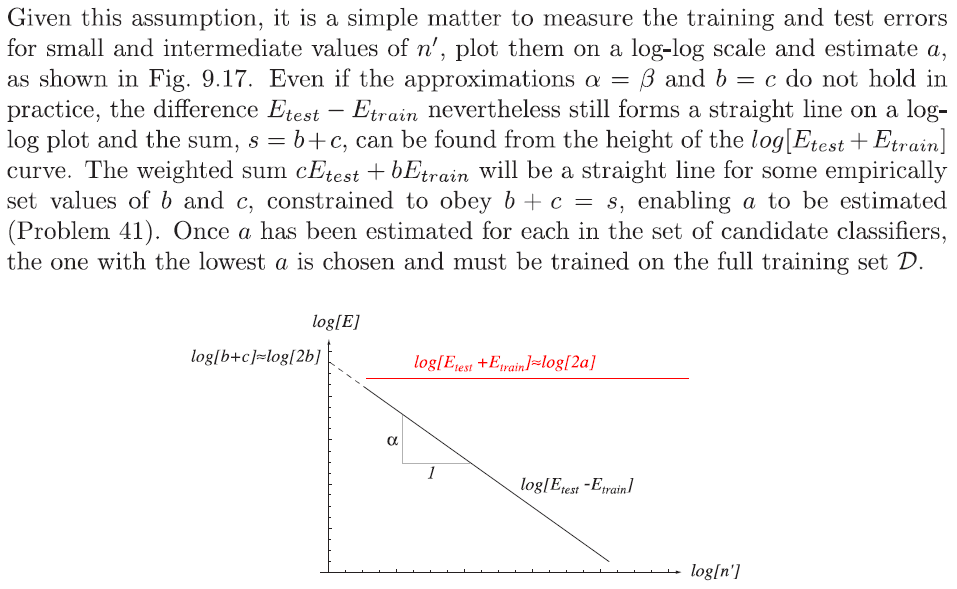 Given this assumption, it is a simple matter to measure the training and test errors
for small and intermediate values of n′, plot them on a log-log scale and estimate a,
as shown in Fig. 9.17. Even if the approximations α = β and b = c do not hold in
practice, the difference E_test − E_train nevertheless still forms a straight line on a log-
log plot and the sum, s = b+c, can be found from the height of the log[E_test + E_train]
curve. The weighted sum cE_test + bE_train will be a straight line for some empirically
set values of b and c, constrained to obey b + c = s, enabling a to be estimated
(Problem 41). Once a has been estimated for each in the set of candidate classifiers,
the one with the lowest a is chosen and must be trained on the full training set 𝒟.
log[E]
log[b+c]≈log[2b]
log[E_test +E_train]≈log[2a]
α
1
log[E_test -E_train]
log[n']